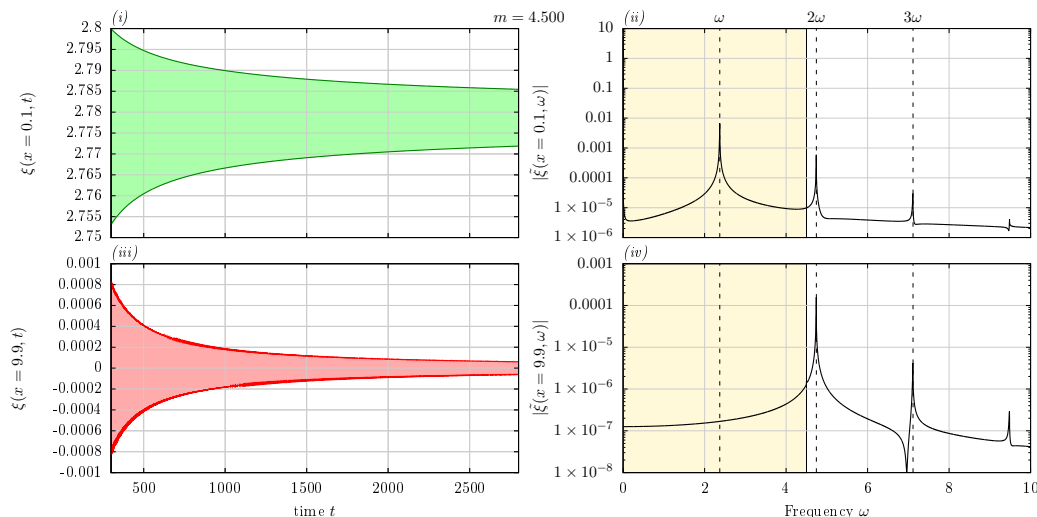 (i)
m = 4.500
ξ(x = 0.1, t)
2.8
2.795
2.79
2.785
2.78
2.775
2.77
2.765
2.76
2.755
2.75
(ii)
ω
2ω
3ω
|ξ̃(x = 0.1, ω)|
10
1
0.1
0.01
0.001
0.0001
1 × 10⁻⁵
1 × 10⁻⁶
(iii)
ξ(x = 9.9, t)
0.001
0.0008
0.0006
0.0004
0.0002
0
-0.0002
-0.0004
-0.0006
-0.0008
-0.001
500 1000 1500 2000 2500
time t
(iv)
|ξ̃(x = 9.9, ω)|
0.001
0.0001
1 × 10⁻⁵
1 × 10⁻⁶
1 × 10⁻⁷
1 × 10⁻⁸
0 2 4 6 8 10
Frequency ω